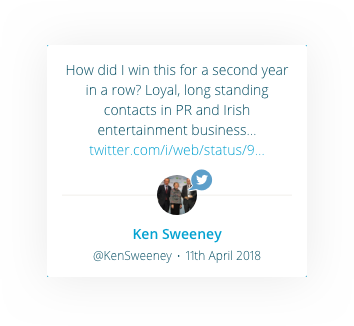 How did I win this for a second year
in a row? Loyal, long standing
contacts in PR and Irish
entertainment business...
twitter.com/i/web/status/9...
Ken Sweeney
@KenSweeney • 11th April 2018